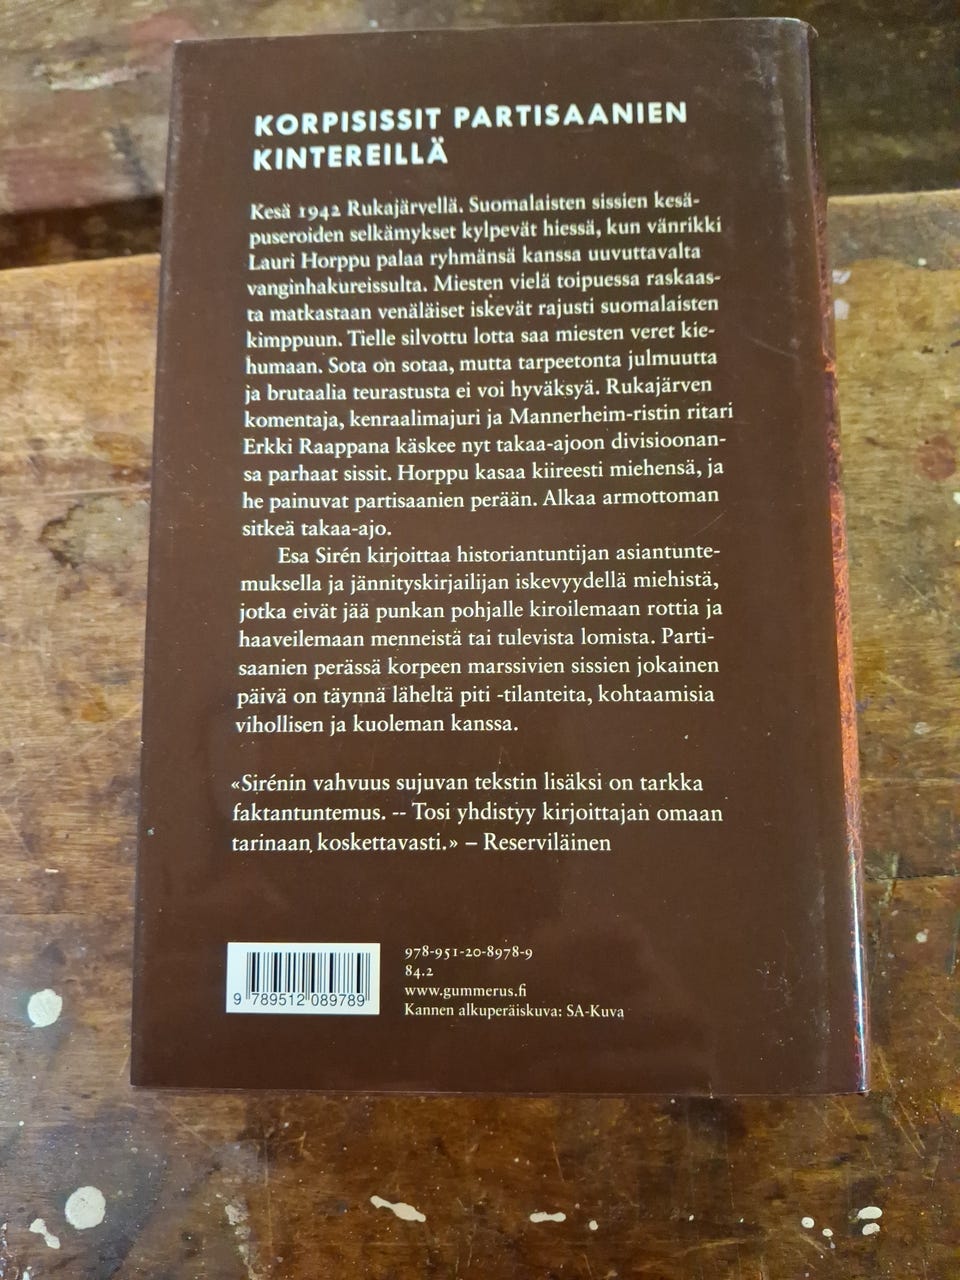 KORPISISSIT PARTISAANIEN
KINTEREILLÄ
Kesä 1942 Rukajärvellä. Suomalaisten sissien kesä-
puseroiden selkämykset kylpevät hiessä, kun vänrikki
Lauri Horppu palaa ryhmänsä kanssa uuvuttavalta
vanginhakureissulta. Miesten vielä toipuessa raskaas-
ta matkastaan venäläiset iskevät rajusti suomalaisten
kimppuun. Tielle silvottu lotta saa miesten veret kie-
humaan. Sota on sotaa, mutta tarpeetonta julmuutta
ja brutaalia teurastusta ei voi hyväksyä. Rukajärven
komentaja, kenraalimajuri ja Mannerheim-ristin ritari
Erkki Raappana käskee nyt takaa-ajoon divisioonan-
sa parhaat sissit. Horppu kasaa kiireesti miehensä, ja
he painuvat partisaanien perään. Alkaa armottoman
sitkeä takaa-ajo.
Esa Sirén kirjoittaa historiantuntijan asiantunte-
muksella ja jännityskirjailijan iskevyydellä miehistä,
jotka eivät jää punkan pohjalle kiroilemaan rottia ja
haaveilemaan menneistä tai tulevista lomista. Parti-
saanien perässä korpeen marssivien sissien jokainen
päivä on täynnä läheltä piti -tilanteita, kohtaamisia
vihollisen ja kuoleman kanssa.
«Sirénin vahvuus sujuvan tekstin lisäksi on tarkka
faktantuntemus. -- Tosi yhdistyy kirjoittajan omaan
tarinaan koskettavasti.» – Reserviläinen
978-951-20-8978-9
84.2
www.gummerus.fi
Kannen alkuperäiskuva: SA-Kuva
9 789512 089789